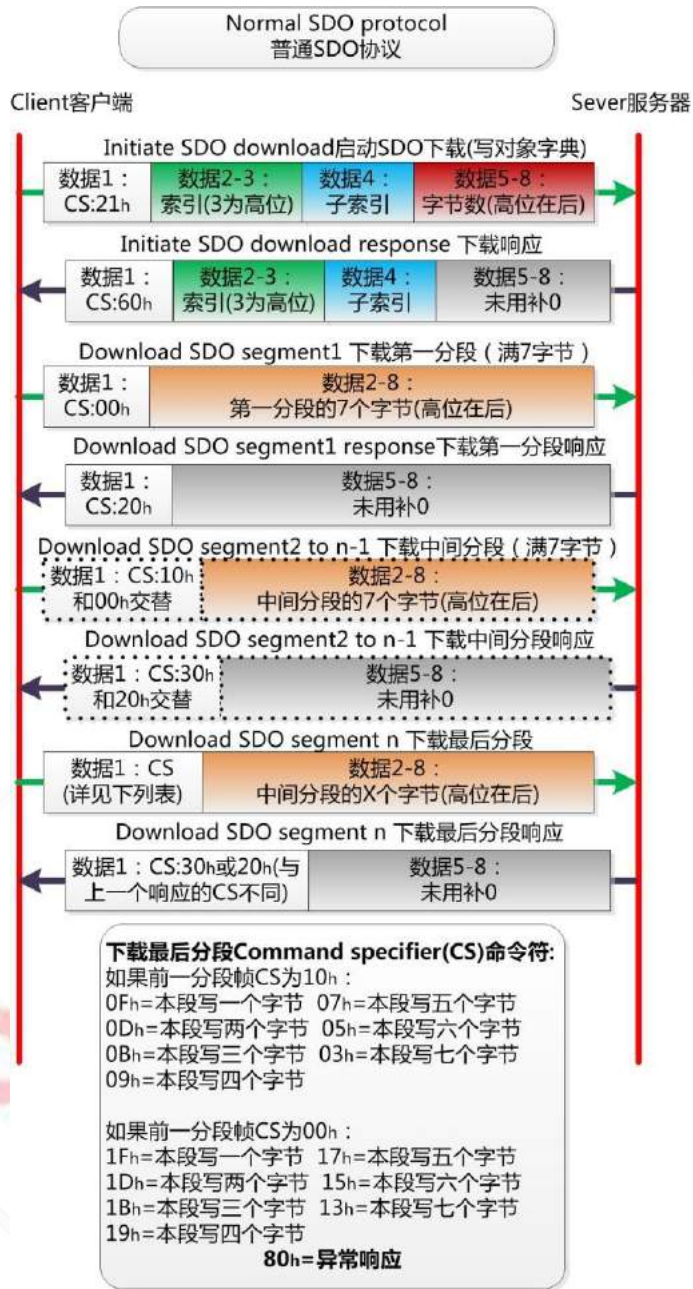 Normal SDO protocol
普通SDO协议
Client客户端
Sever服务器
Initiate SDO download启动SDO下载(写对象字典)
数据1：
CS:21h
数据2-3：
索引(3为高位)
数据4：
子索引
数据5-8：
字节数(高位在后)
Initiate SDO download response 下载响应
数据1：
CS:60h
数据2-3：
索引(3为高位)
数据4：
子索引
数据5-8：
未用补0
Download SDO segment1 下载第一分段（满7字节）
数据1：
CS:00h
数据2-8：
第一分段的7个字节(高位在后)
Download SDO segment1 response下载第一分段响应
数据1：
CS:20h
数据5-8：
未用补0
Download SDO segment2 to n-1 下载中间分段（满7字节）
数据1：CS:10h
和00h交替
数据2-8：
中间分段的7个字节(高位在后)
Download SDO segment2 to n-1 下载中间分段响应
数据1：CS:30h
和20h交替
数据5-8：
未用补0
Download SDO segment n 下载最后分段
数据1：CS
(详见下列表)
数据2-8：
中间分段的X个字节(高位在后)
Download SDO segment n 下载最后分段响应
数据1：CS:30h或20h(与
上一个响应的CS不同)
数据5-8：
未用补0
下载最后分段Command specifier(CS)命令符:
如果前一分段帧CS为10h：
0Fh=本段写一个字节 07h=本段写五个字节
0Dh=本段写两个字节 05h=本段写六个字节
0Bh=本段写三个字节 03h=本段写七个字节
09h=本段写四个字节
如果前一分段帧CS为00h：
1Fh=本段写一个字节 17h=本段写五个字节
1Dh=本段写两个字节 15h=本段写六个字节
1Bh=本段写三个字节 13h=本段写七个字节
19h=本段写四个字节
80h=异常响应